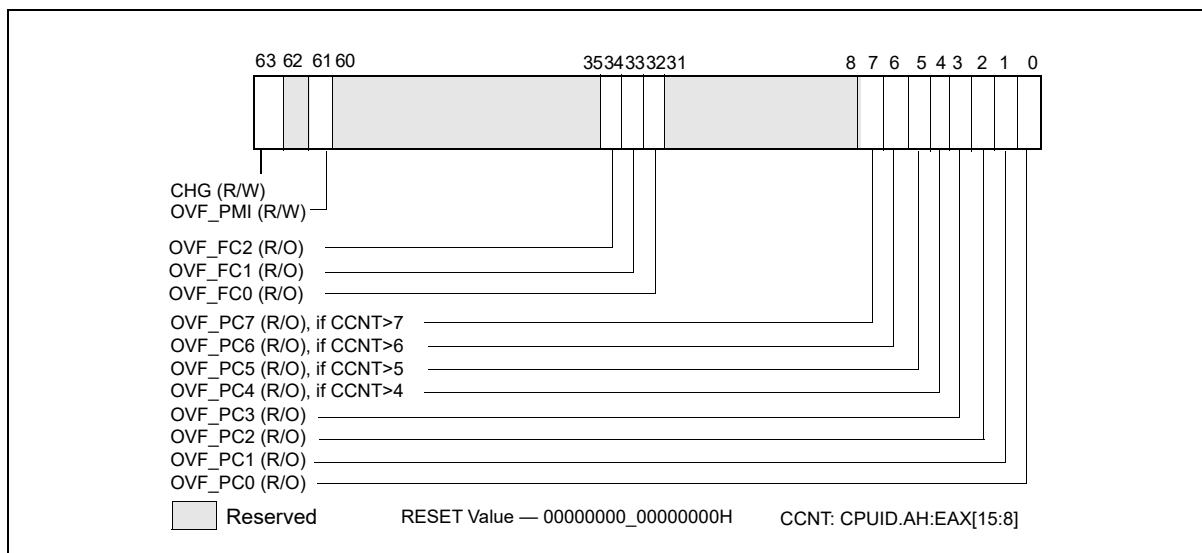 63 62 61 60 35 34 33 32 31 8 7 6 5 4 3 2 1 0
CHG (R/W)
OVF_PMI (R/W)
OVF_FC2 (R/O)
OVF_FC1 (R/O)
OVF_FC0 (R/O)
OVF_PC7 (R/O), if CCNT>7
OVF_PC6 (R/O), if CCNT>6
OVF_PC5 (R/O), if CCNT>5
OVF_PC4 (R/O), if CCNT>4
OVF_PC3 (R/O)
OVF_PC2 (R/O)
OVF_PC1 (R/O)
OVF_PC0 (R/O)
Reserved RESET Value — 00000000_00000000H CCNT: CPUID.AH:EAX[15:8]